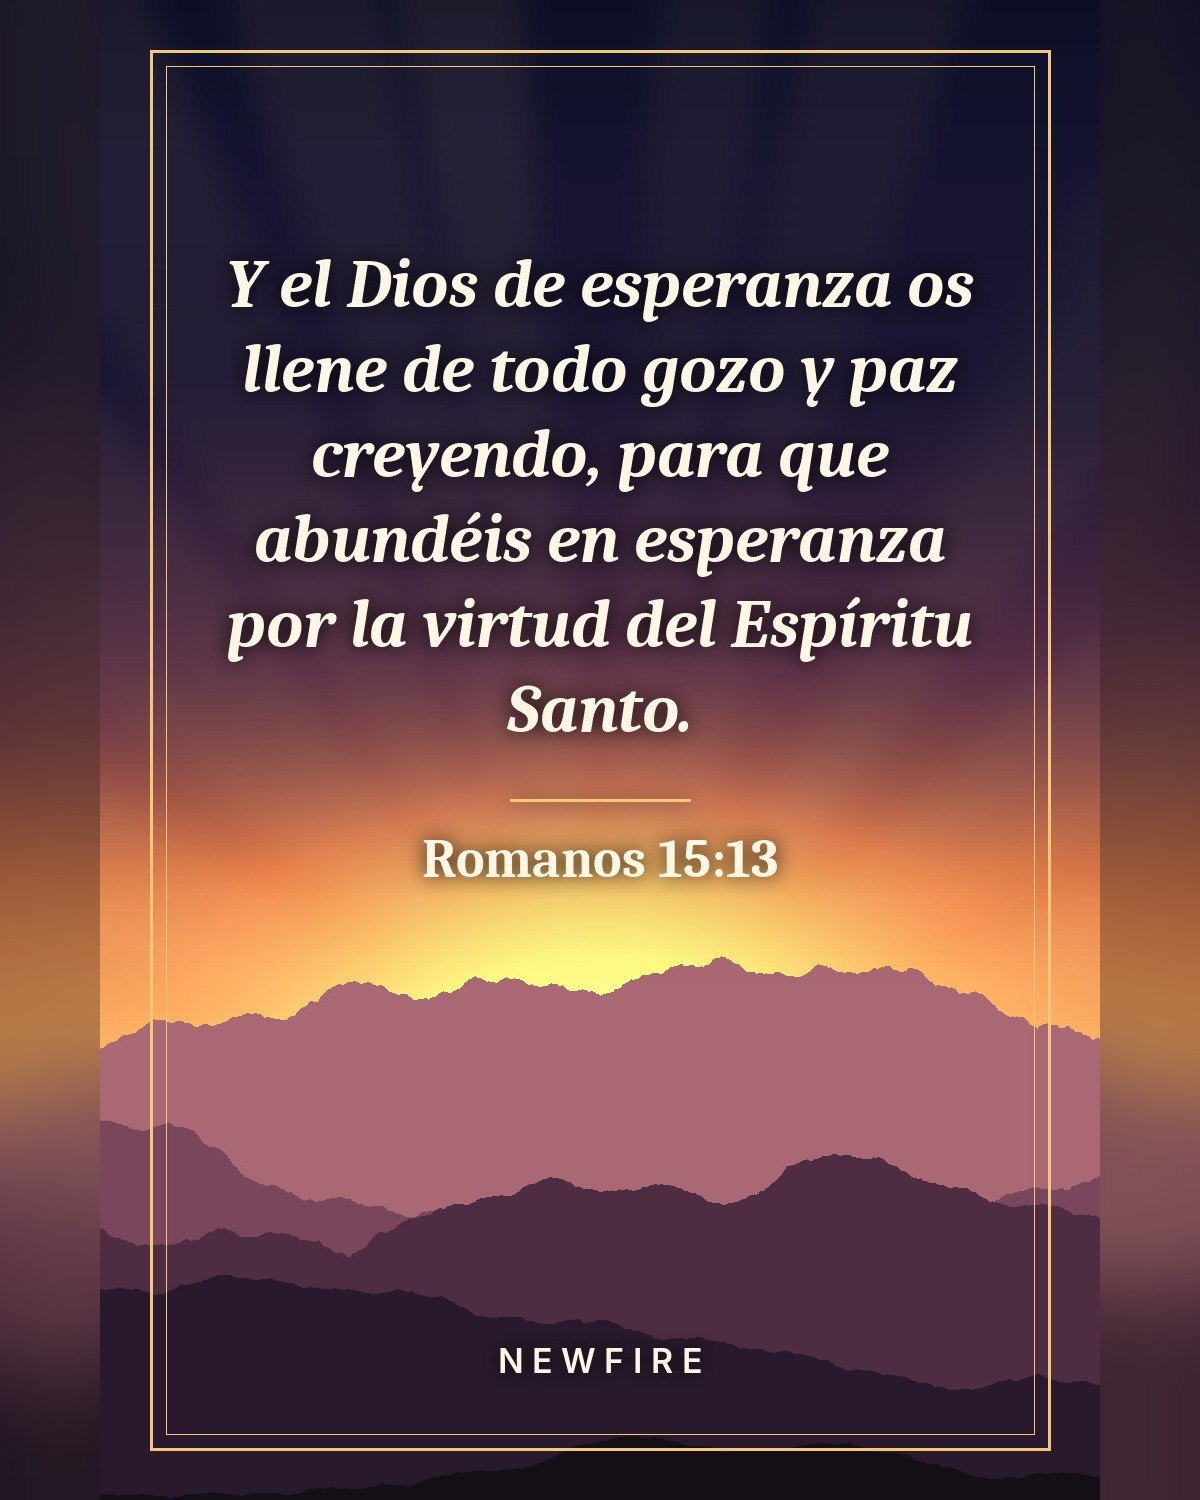 Y el Dios de esperanza os
llene de todo gozo y paz
creyendo, para que
abundéis en esperanza
por la virtud del Espíritu
Santo.
Romanos 15:13
NEWFIRE